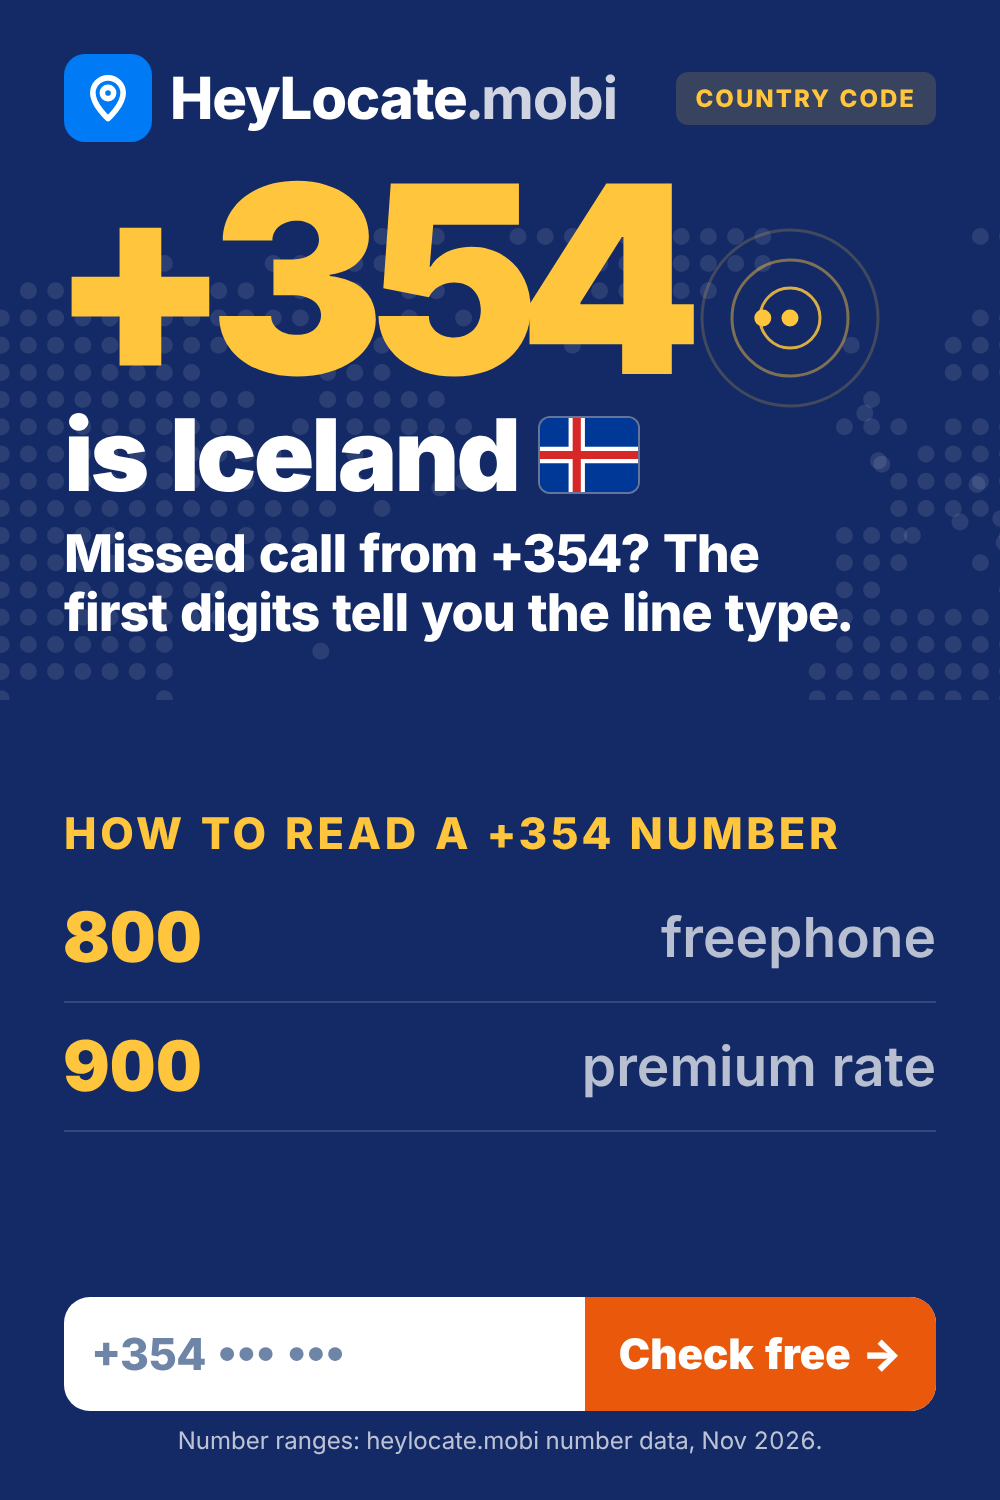 HeyLocate.mobi
COUNTRY CODE
+354
is Iceland
Missed call from +354? The
first digits tell you the line type.
HOW TO READ A +354 NUMBER
800 freephone
900 premium rate
+354 ••• •••
Check free →
Number ranges: heylocate.mobi number data, Nov 2026.